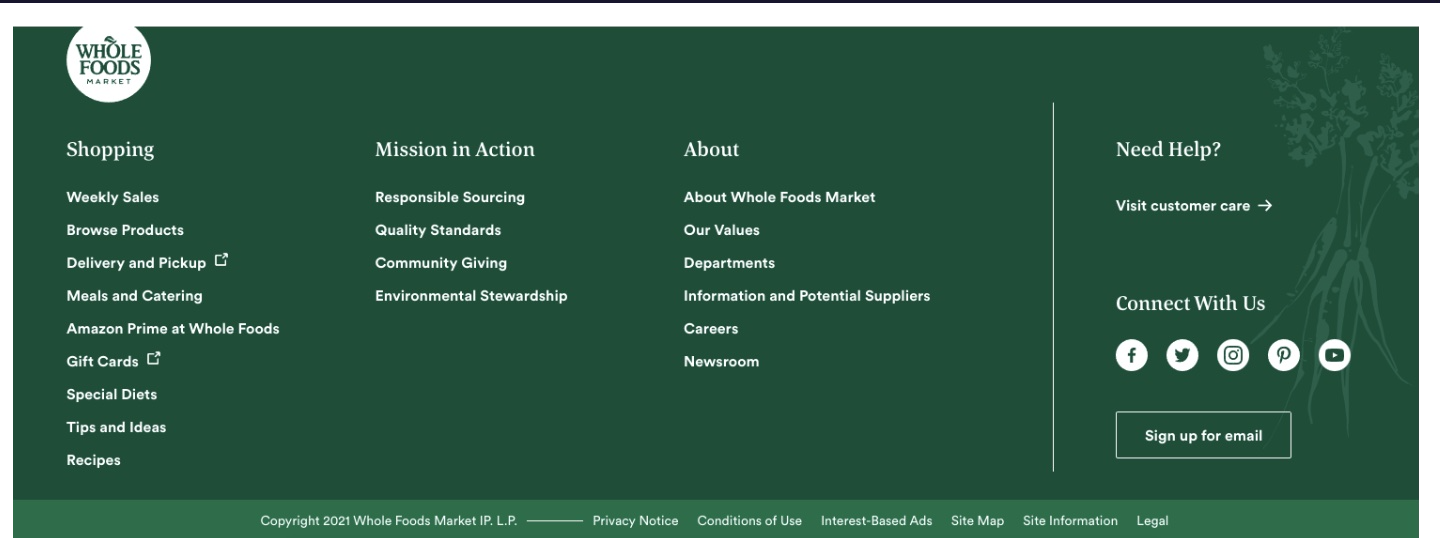 WHOLE
FOODS
MARKET
Shopping
Weekly Sales
Browse Products
Delivery and Pickup
Meals and Catering
Amazon Prime at Whole Foods
Gift Cards
Special Diets
Tips and Ideas
Recipes
Mission in Action
Responsible Sourcing
Quality Standards
Community Giving
Environmental Stewardship
About
About Whole Foods Market
Our Values
Departments
Information and Potential Suppliers
Careers
Newsroom
Need Help?
Visit customer care →
Connect With Us
Sign up for email
Copyright 2021 Whole Foods Market IP. L.P. Privacy Notice Conditions of Use Interest-Based Ads Site Map Site Information Legal